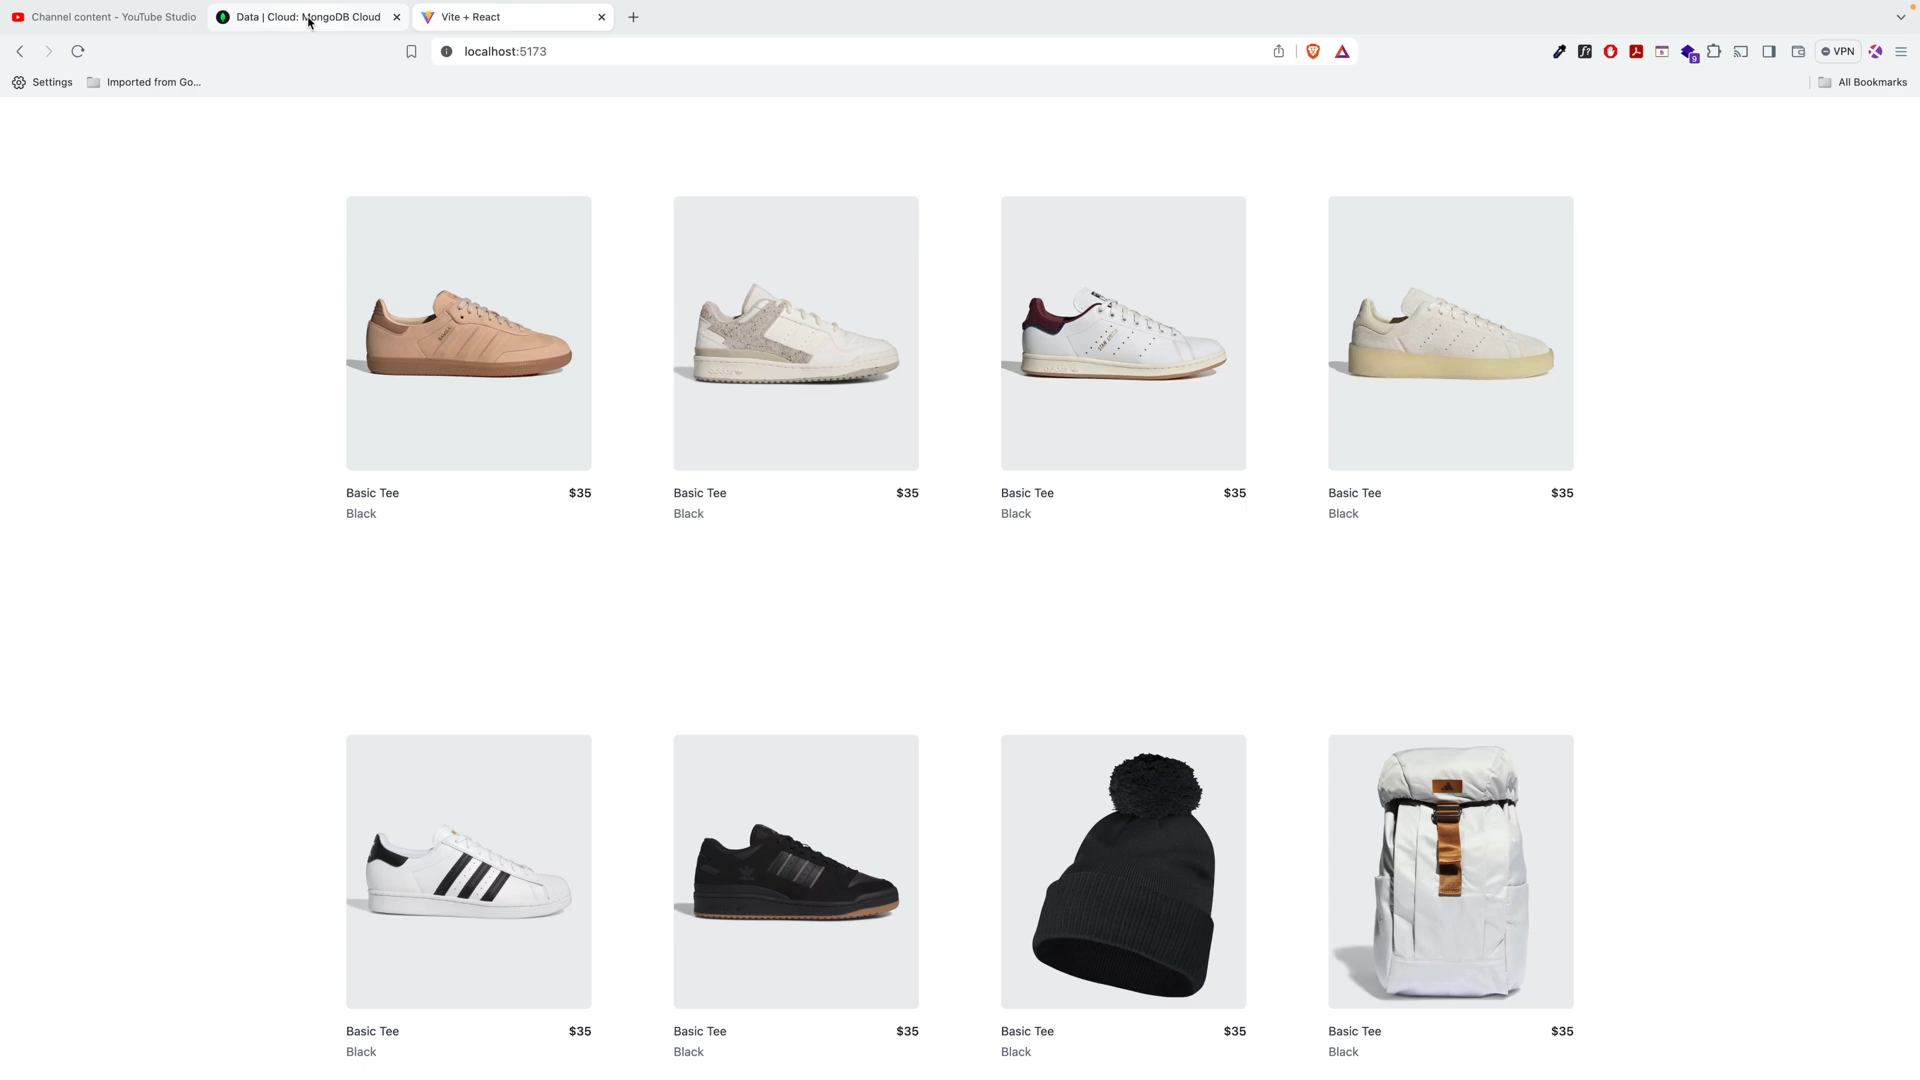 Channel content - YouTube Studio
Data | Cloud: MongoDB Cloud
Vite + React
localhost:5173
VPN
Settings
Imported from Go...
All Bookmarks
Basic Tee $35
Black
Basic Tee $35
Black
Basic Tee $35
Black
Basic Tee $35
Black
Basic Tee $35
Black
Basic Tee $35
Black
Basic Tee $35
Black
Basic Tee $35
Black